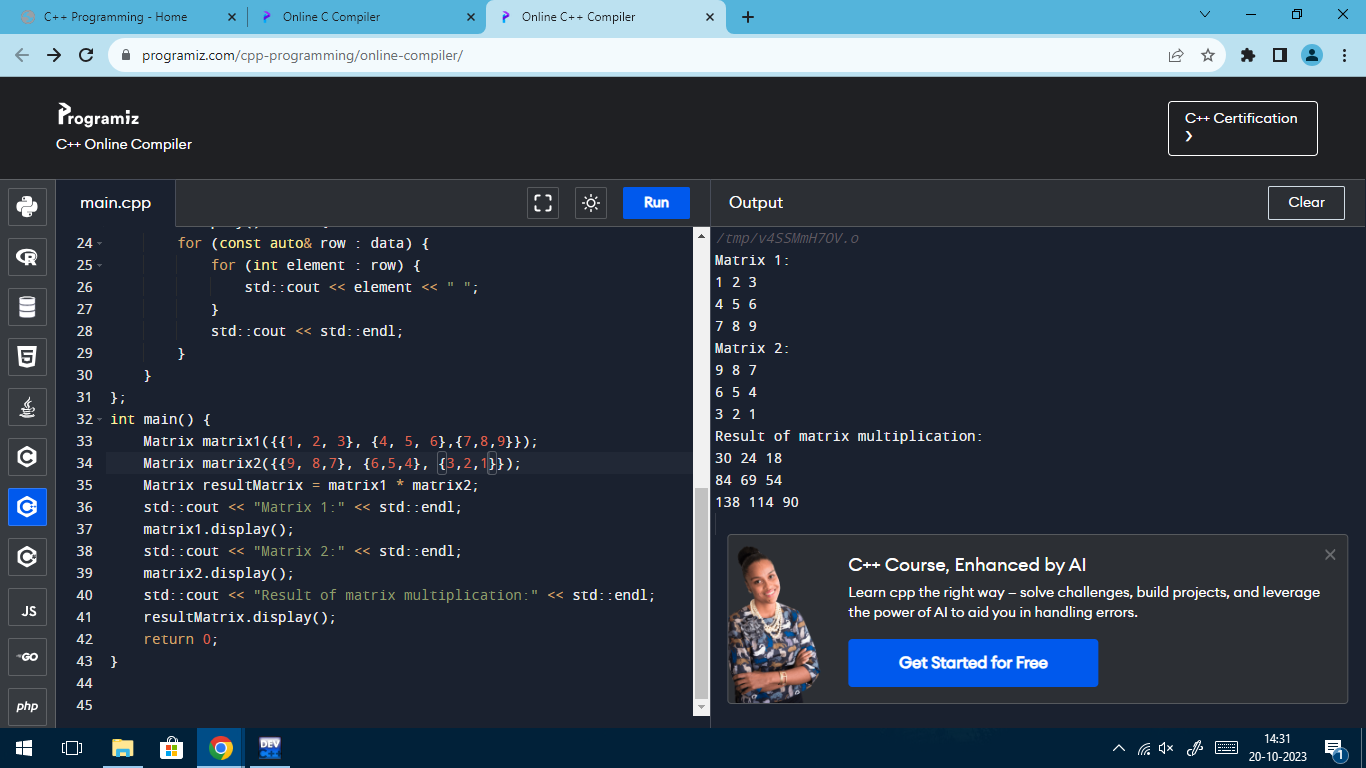 C++ Programming - Home
Online C Compiler
Online C++ Compiler
programiz.com/cpp-programming/online-compiler/
Programiz
C++ Online Compiler
C++ Certification
main.cpp
Run
Output
Clear
24 for (const auto& row : data) {
25 for (int element : row) {
26 std::cout << element << " ";
27 }
28 std::cout << std::endl;
29 }
30 }
31 };
32 int main() {
33 Matrix matrix1({{1, 2, 3}, {4, 5, 6},{7,8,9}});
34 Matrix matrix2({{9, 8,7}, {6,5,4}, {3,2,1}});
35 Matrix resultMatrix = matrix1 * matrix2;
36 std::cout << "Matrix 1:" << std::endl;
37 matrix1.display();
38 std::cout << "Matrix 2:" << std::endl;
39 matrix2.display();
40 std::cout << "Result of matrix multiplication:" << std::endl;
41 resultMatrix.display();
42 return 0;
43 }
44
45
/tmp/v4SSMmH7OV.o
Matrix 1:
1 2 3
4 5 6
7 8 9
Matrix 2:
9 8 7
6 5 4
3 2 1
Result of matrix multiplication:
30 24 18
84 69 54
138 114 90
C++ Course, Enhanced by AI
Learn cpp the right way – solve challenges, build projects, and leverage
the power of AI to aid you in handling errors.
Get Started for Free
JS
GO
php
DEV
14:31
20-10-2023
1